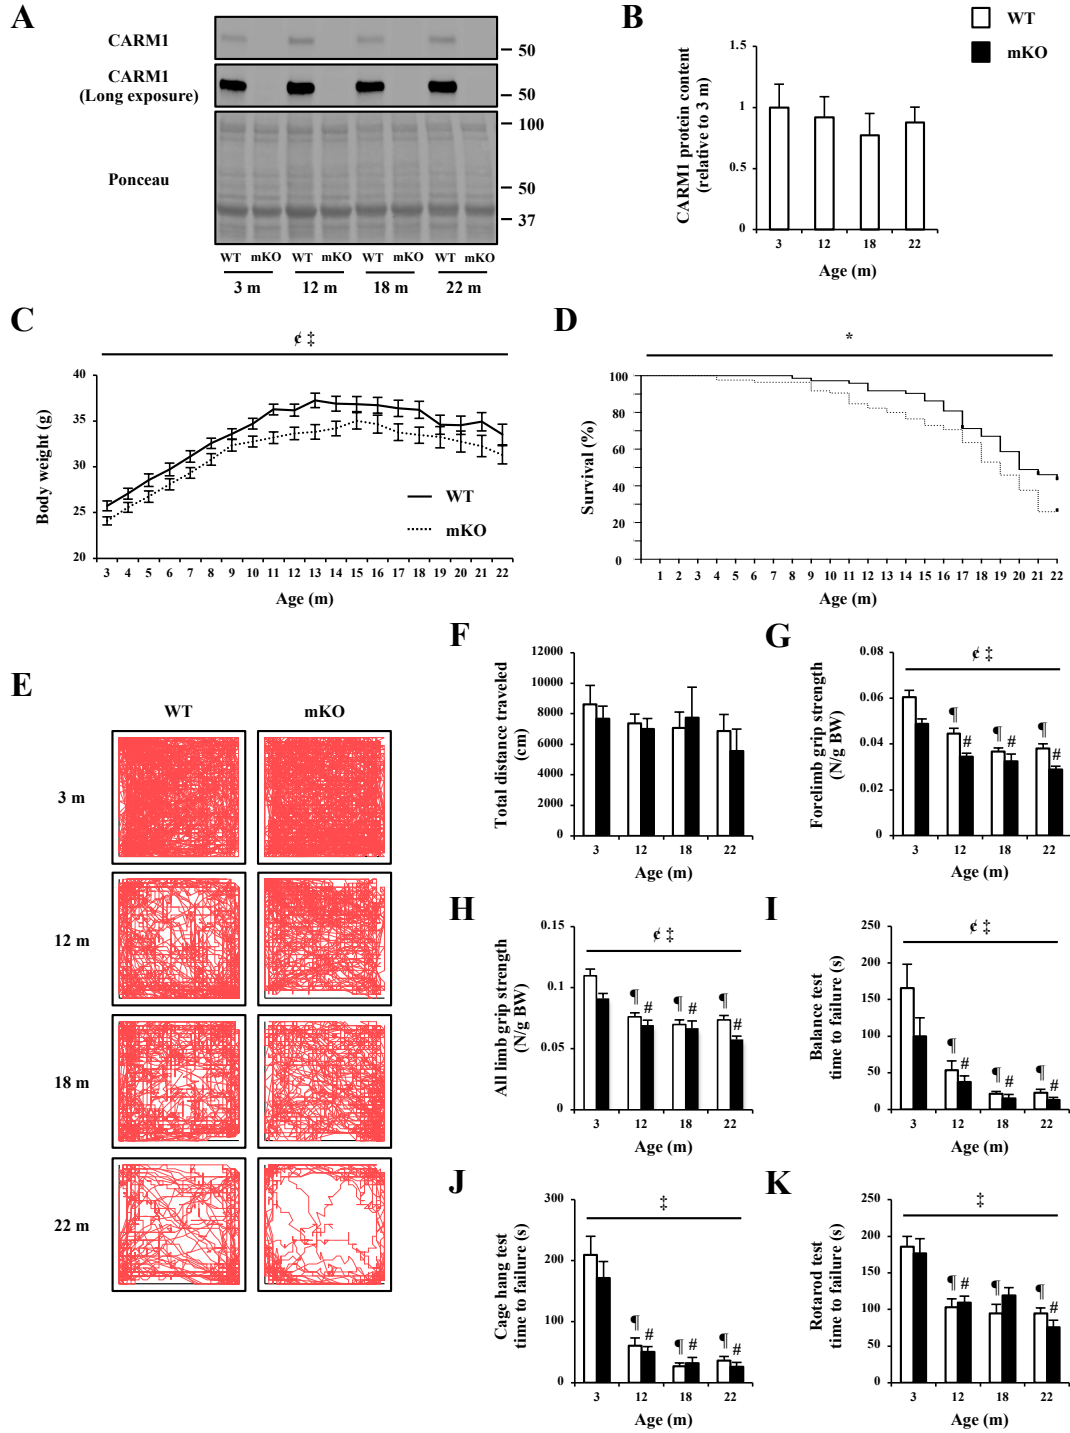 A
CARM1
50
CARM1
(Long exposure)
50
100
Ponceau
50
37
WT mKO WT mKO WT mKO WT mKO
3 m 12 m 18 m 22 m
B
WT
mKO
CARM1 protein content
(relative to 3 m)
1.5
1
0.5
0
3 12 18 22
Age (m)
C
¢ ‡
Body weight (g)
40
35
30
25
20
WT
mKO
3 4 5 6 7 8 9 10 11 12 13 14 15 16 17 18 19 20 21 22
Age (m)
D
*
Survival (%)
100
80
60
40
20
0
1 2 3 4 5 6 7 8 9 10 11 12 13 14 15 16 17 18 19 20 21 22
Age (m)
E
WT mKO
3 m
12 m
18 m
22 m
F
Total distance traveled
(cm)
12000
10000
8000
6000
4000
2000
0
3 12 18 22
Age (m)
G
¢ ‡
Forelimb grip strength
(N/g BW)
0.08
0.06
0.04
0.02
0
¶ # ¶ # ¶ #
3 12 18 22
Age (m)
H
¢ ‡
All limb grip strength
(N/g BW)
0.15
0.1
0.05
0
¶ # ¶ # ¶ #
3 12 18 22
Age (m)
I
¢ ‡
Balance test
time to failure (s)
250
200
150
100
50
0
¶ # ¶ # ¶ #
3 12 18 22
Age (m)
J
‡
Cage hang test
time to failure (s)
300
200
100
0
¶ # ¶ # ¶ #
3 12 18 22
Age (m)
K
‡
Rotarod test
time to failure (s)
250
200
150
100
50
0
¶ # ¶ ¶ #
3 12 18 22
Age (m)